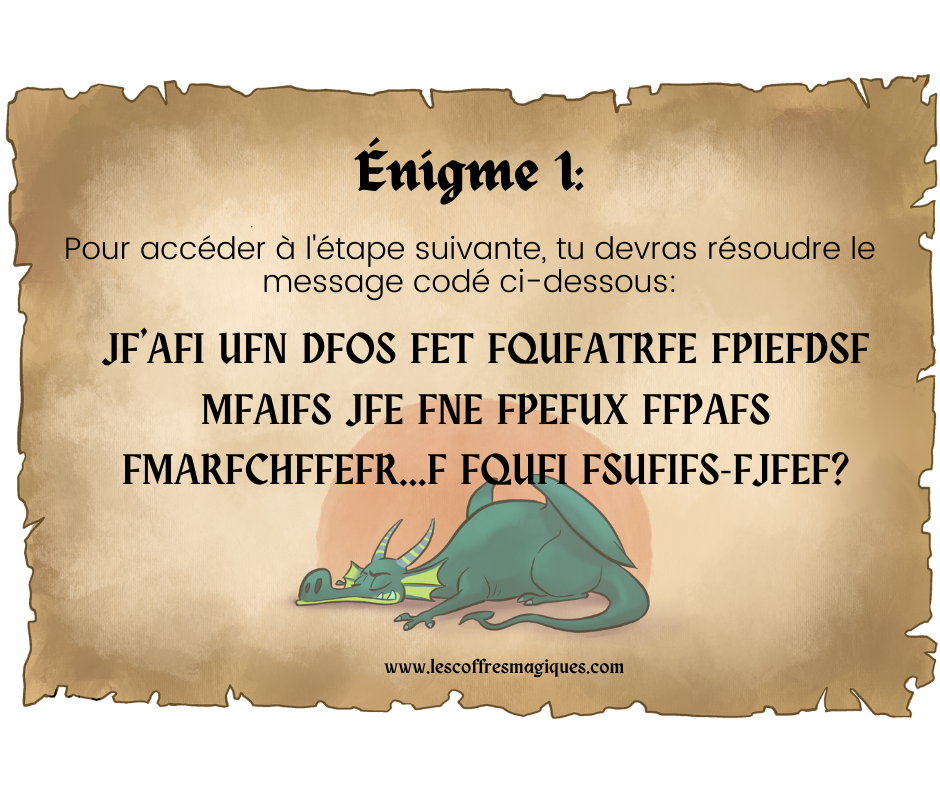 Énigme 1:
Pour accéder à l'étape suivante, tu devras résoudre le
message codé ci-dessous:
JF'AFI UFN DFOS FET FQUFATRFE FPIEFDSF
MFAIFS JFE FNE FPEFUX FFPAFS
FMARFCHFFEFR...F FQUFI FSUFIFS-FJFEF?
www.lescoffresmagiques.com